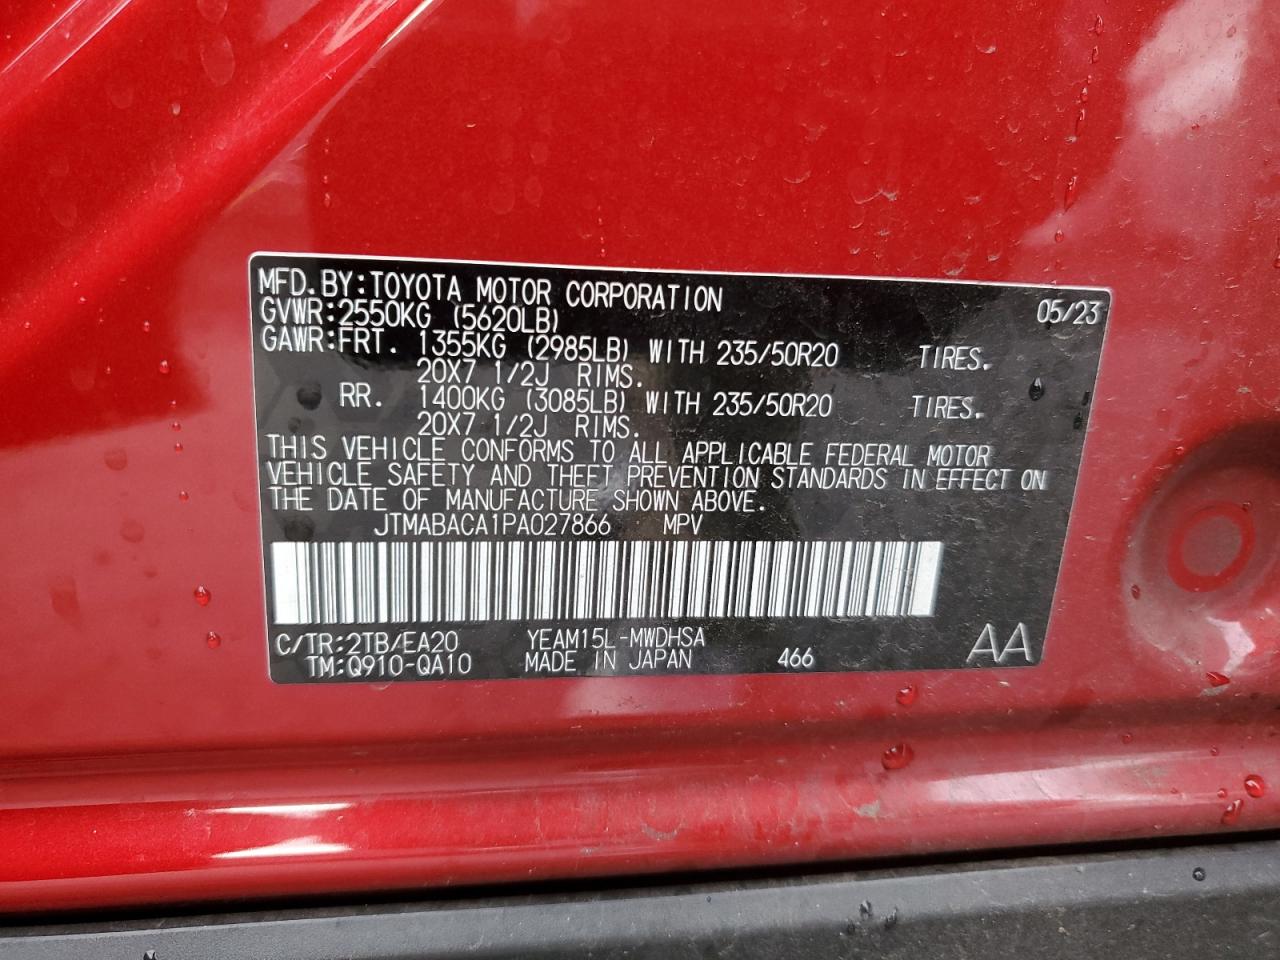 MFD. BY: TOYOTA MOTOR CORPORATION 05/23
GVWR: 2550KG (5620LB)
GAWR: FRT. 1355KG (2985LB) WITH 235/50R20 TIRES.
20X7 1/2J RIMS.
RR. 1400KG (3085LB) WITH 235/50R20 TIRES.
20X7 1/2J RIMS.
THIS VEHICLE CONFORMS TO ALL APPLICABLE FEDERAL MOTOR
VEHICLE SAFETY AND THEFT PREVENTION STANDARDS IN EFFECT ON
THE DATE OF MANUFACTURE SHOWN ABOVE.
JTMABACA1PA027866 MPV
C/TR: 2TB/EA20 YEAM15L-MWDHSA
TM: Q910-QA10 MADE IN JAPAN 466 AA